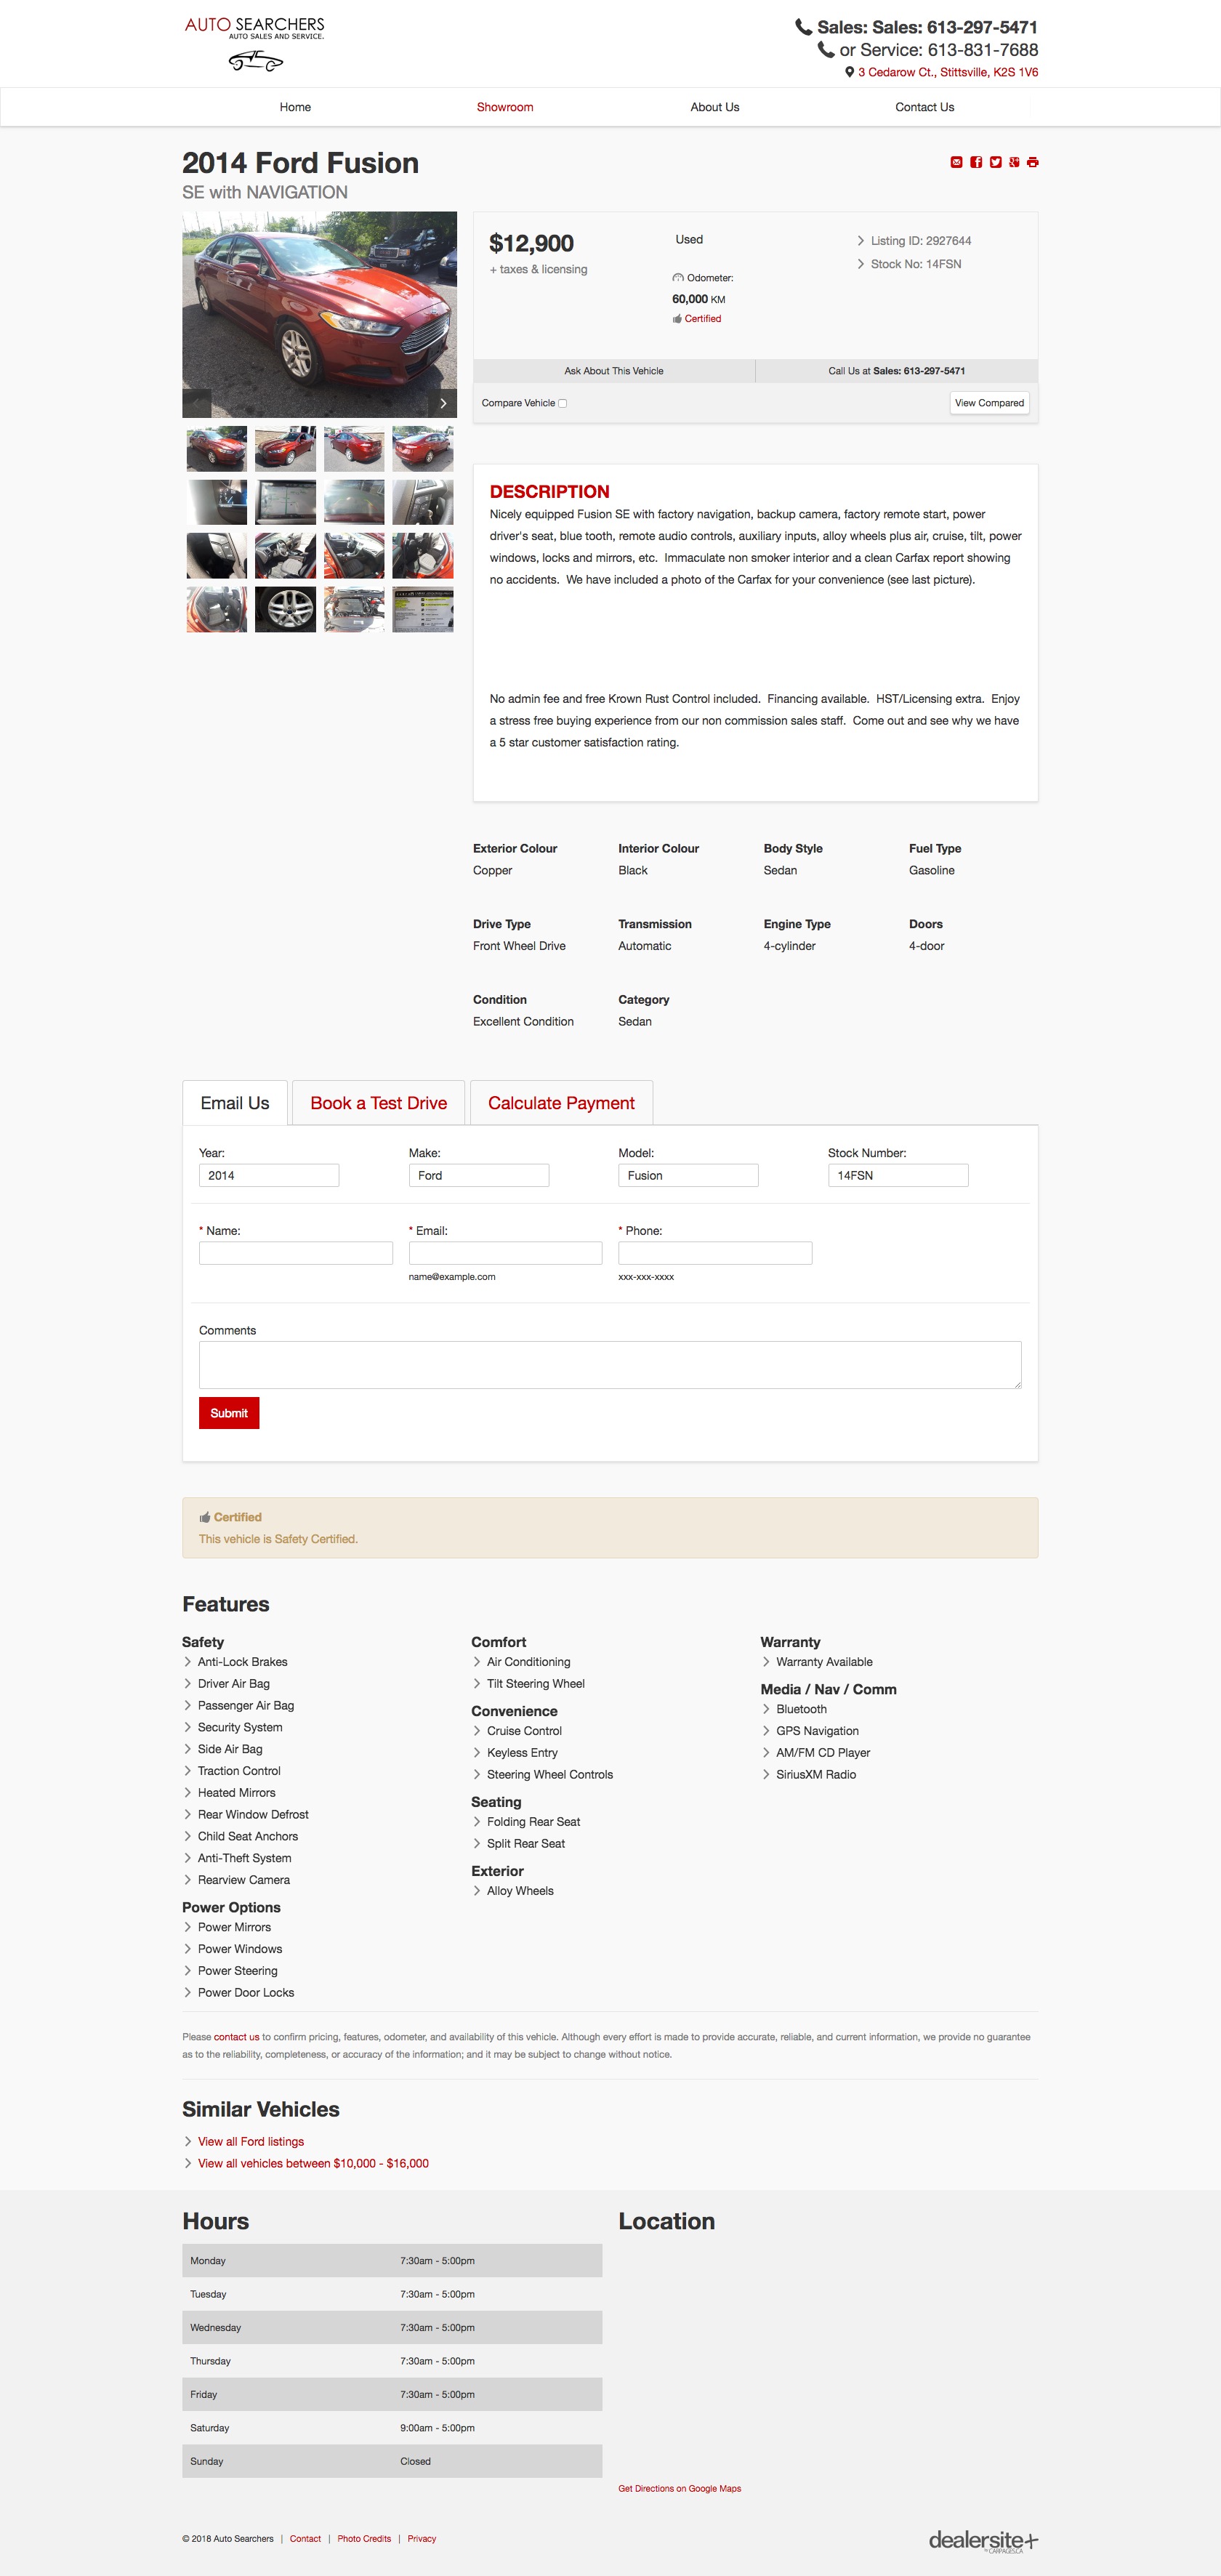 AUTO SEARCHERS
AUTO SALES AND SERVICE.
Sales: Sales: 613-297-5471
or Service: 613-831-7688
3 Cedarow Ct., Stittsville, K2S 1V6
Home Showroom About Us Contact Us
2014 Ford Fusion
SE with NAVIGATION
$12,900
+ taxes & licensing
Used
Odometer:
60,000 KM
Certified
Listing ID: 2927644
Stock No: 14FSN
Ask About This Vehicle
Call Us at Sales: 613-297-5471
Compare Vehicle
View Compared
DESCRIPTION
Nicely equipped Fusion SE with factory navigation, backup camera, factory remote start, power
driver's seat, blue tooth, remote audio controls, auxiliary inputs, alloy wheels plus air, cruise, tilt, power
windows, locks and mirrors, etc. Immaculate non smoker interior and a clean Carfax report showing
no accidents. We have included a photo of the Carfax for your convenience (see last picture).
No admin fee and free Krown Rust Control included. Financing available. HST/Licensing extra. Enjoy
a stress free buying experience from our non commission sales staff. Come out and see why we have
a 5 star customer satisfaction rating.
Exterior Colour Interior Colour Body Style Fuel Type
Copper Black Sedan Gasoline
Drive Type Transmission Engine Type Doors
Front Wheel Drive Automatic 4-cylinder 4-door
Condition Category
Excellent Condition Sedan
Email Us Book a Test Drive Calculate Payment
Year: Make: Model: Stock Number:
2014 Ford Fusion 14FSN
* Name: * Email: * Phone:
name@example.com xxx-xxx-xxxx
Comments
Submit
Certified
This vehicle is Safety Certified.
Features
Safety
Anti-Lock Brakes
Driver Air Bag
Passenger Air Bag
Security System
Side Air Bag
Traction Control
Heated Mirrors
Rear Window Defrost
Child Seat Anchors
Anti-Theft System
Rearview Camera
Power Options
Power Mirrors
Power Windows
Power Steering
Power Door Locks
Comfort
Air Conditioning
Tilt Steering Wheel
Convenience
Cruise Control
Keyless Entry
Steering Wheel Controls
Seating
Folding Rear Seat
Split Rear Seat
Exterior
Alloy Wheels
Warranty
Warranty Available
Media / Nav / Comm
Bluetooth
GPS Navigation
AM/FM CD Player
SiriusXM Radio
Please contact us to confirm pricing, features, odometer, and availability of this vehicle. Although every effort is made to provide accurate, reliable, and current information, we provide no guarantee
as to the reliability, completeness, or accuracy of the information; and it may be subject to change without notice.
Similar Vehicles
View all Ford listings
View all vehicles between $10,000 - $16,000
Hours
Monday 7:30am - 5:00pm
Tuesday 7:30am - 5:00pm
Wednesday 7:30am - 5:00pm
Thursday 7:30am - 5:00pm
Friday 7:30am - 5:00pm
Saturday 9:00am - 5:00pm
Sunday Closed
Location
Get Directions on Google Maps
© 2018 Auto Searchers | Contact | Photo Credits | Privacy
dealersite+
by CARPAGES.CA